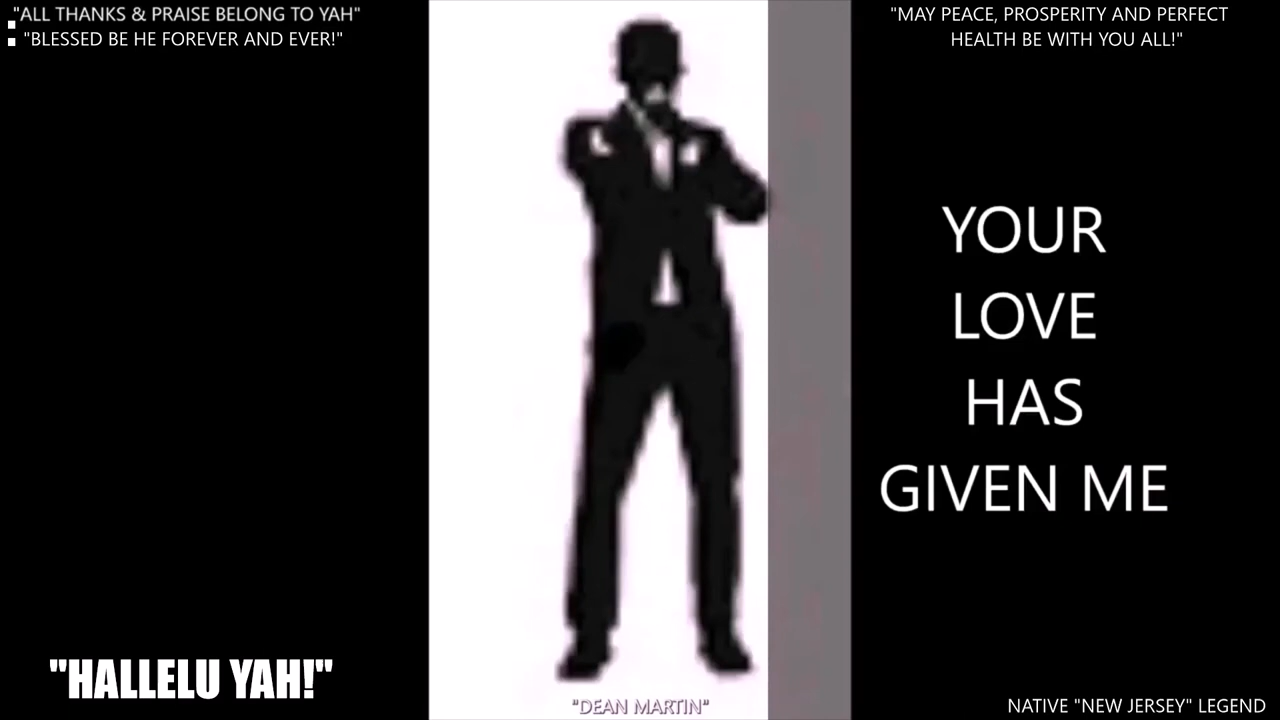 "ALL THANKS & PRAISE BELONG TO YAH"
"BLESSED BE HE FOREVER AND EVER!"
"MAY PEACE, PROSPERITY AND PERFECT
HEALTH BE WITH YOU ALL!"
YOUR
LOVE
HAS
GIVEN ME
"HALLELU YAH!"
"DEAN MARTIN"
NATIVE "NEW JERSEY" LEGEND